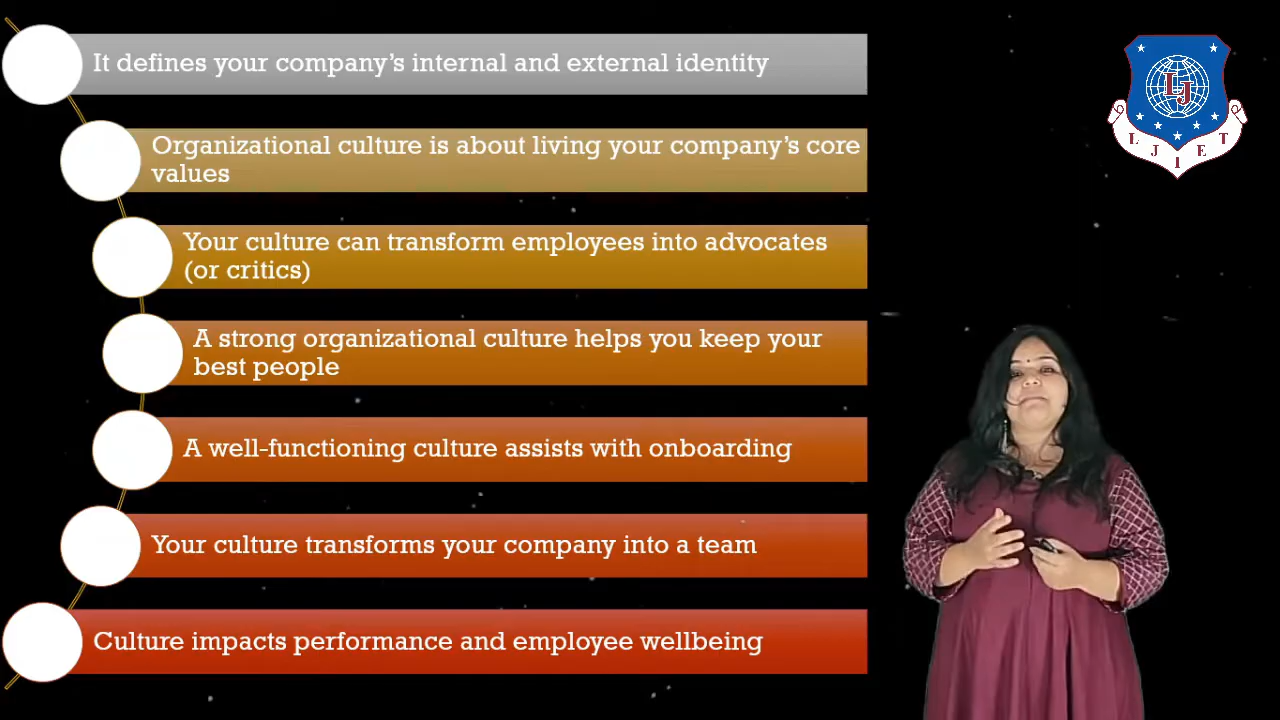 It defines your company's internal and external identity
Organizational culture is about living your company's core
values
Your culture can transform employees into advocates
(or critics)
A strong organizational culture helps you keep your
best people
A well-functioning culture assists with onboarding
Your culture transforms your company into a team
Culture impacts performance and employee wellbeing
LJ
LJIET